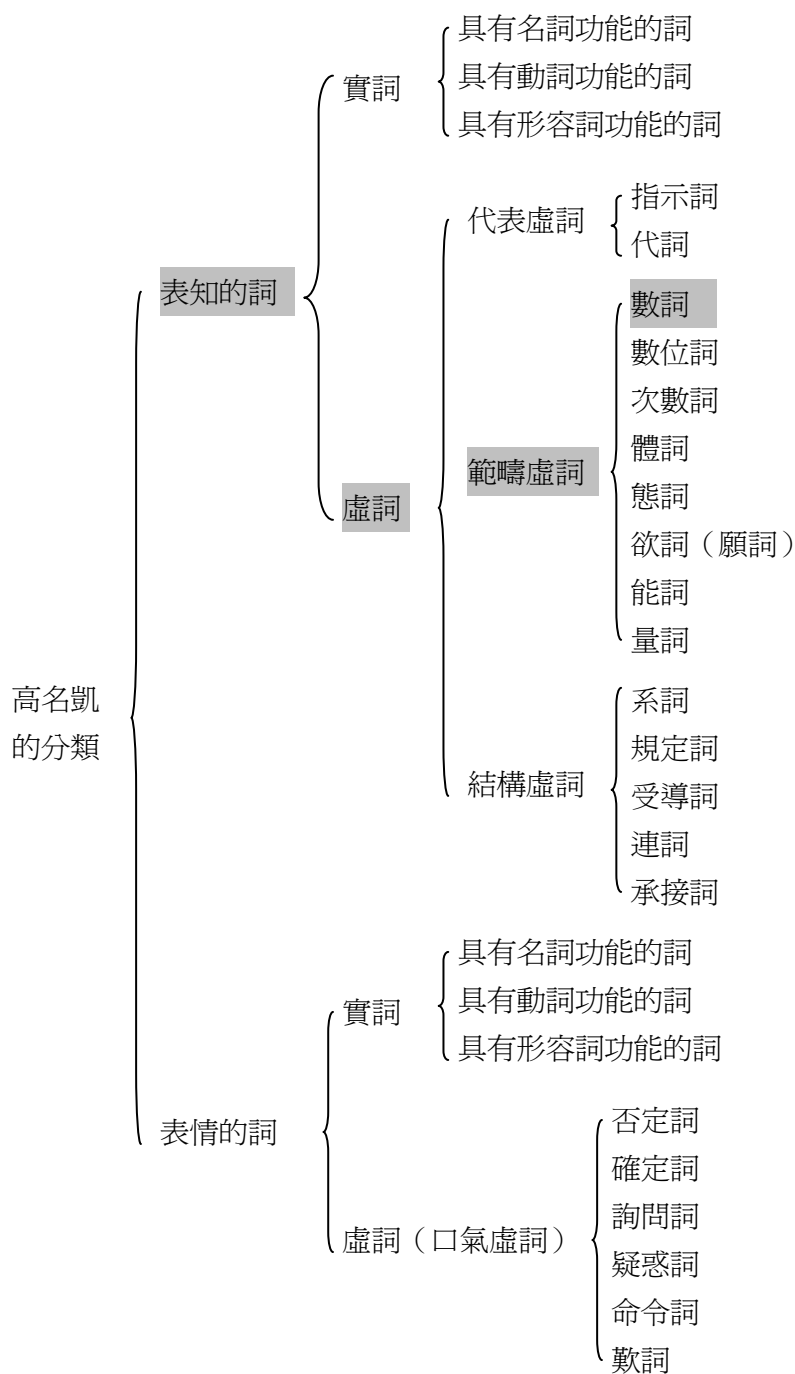 高名凱
的分類
表知的詞
實詞
具有名詞功能的詞
具有動詞功能的詞
具有形容詞功能的詞
虛詞
代表虛詞
指示詞
代詞
範疇虛詞
數詞
數位詞
次數詞
體詞
態詞
欲詞（願詞）
能詞
量詞
結構虛詞
系詞
規定詞
受導詞
連詞
承接詞
表情的詞
實詞
具有名詞功能的詞
具有動詞功能的詞
具有形容詞功能的詞
虛詞（口氣虛詞）
否定詞
確定詞
詢問詞
疑惑詞
命令詞
歎詞